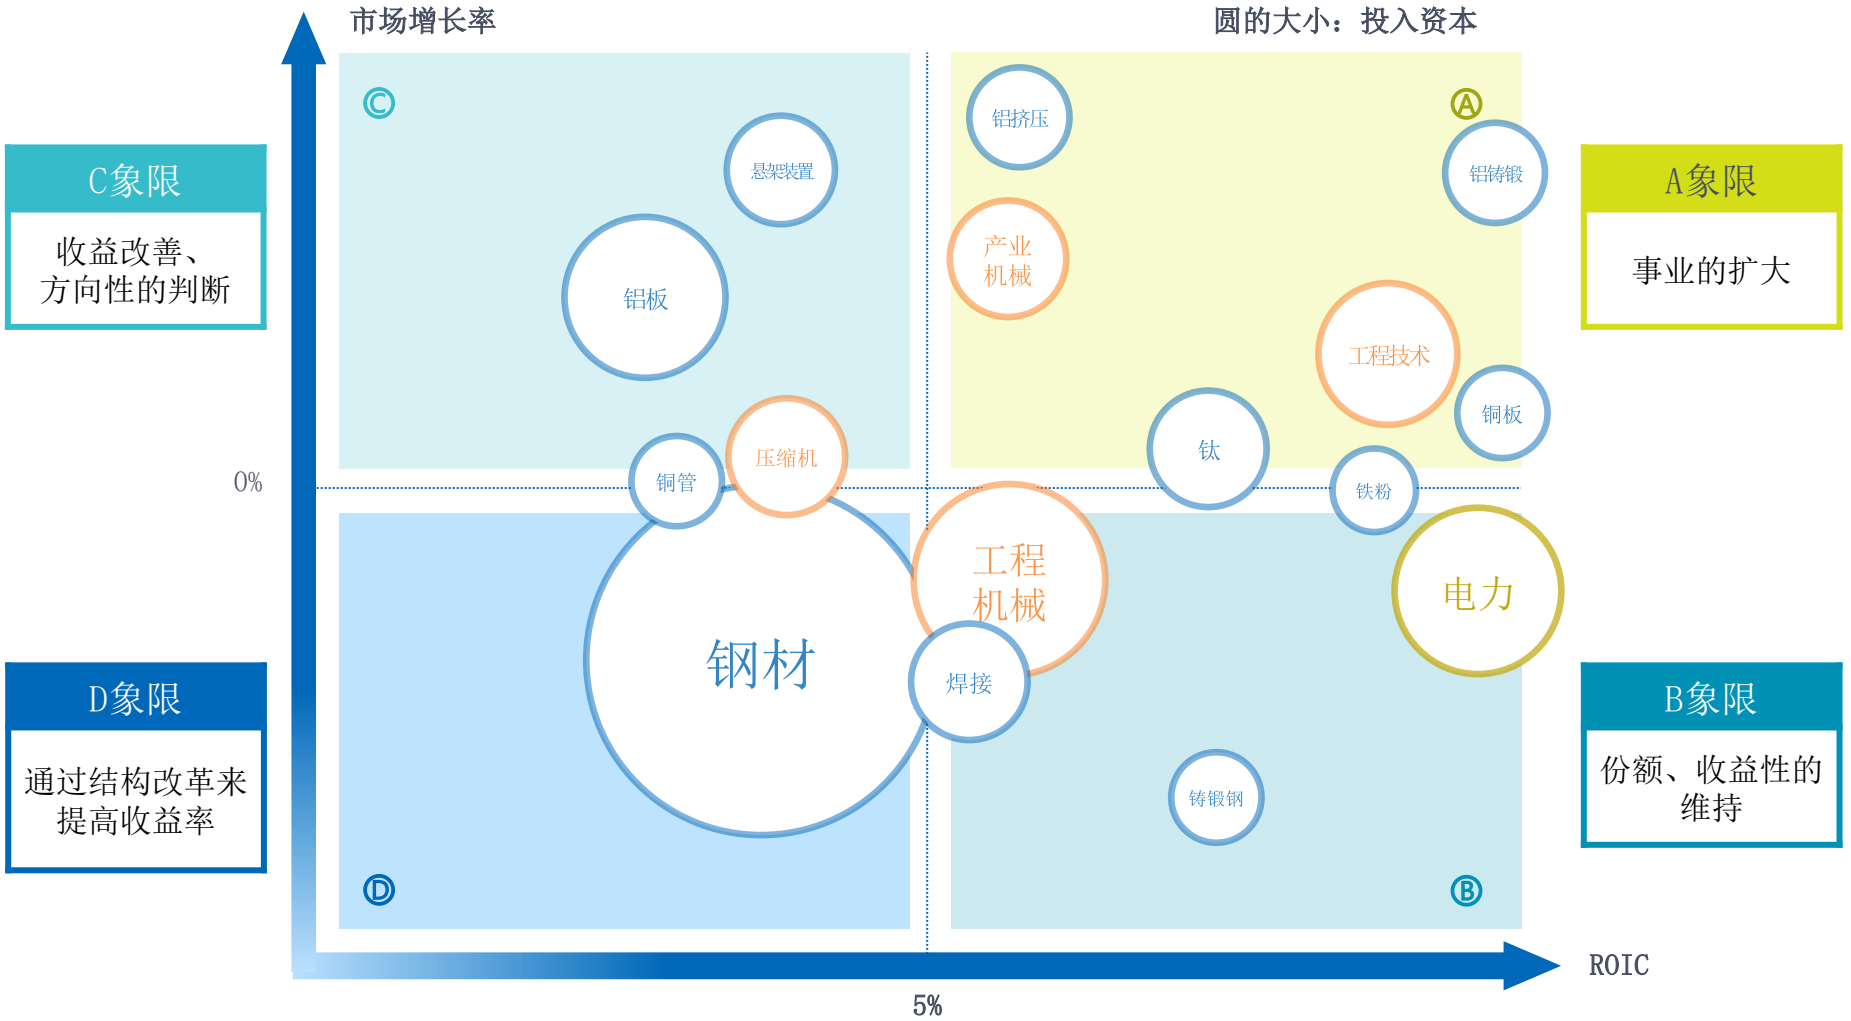 市场增长率
圆的大小：投入资本
C
A
铝挤压
悬架装置
铝铸锻
C象限
收益改善、
方向性的判断
A象限
事业的扩大
产业
机械
铝板
工程技术
铜板
钛
压缩机
铜管
0%
铁粉
工程
机械
电力
钢材
焊接
D象限
通过结构改革来
提高收益率
B象限
份额、收益性的
维持
铸锻钢
D
B
ROIC
5%